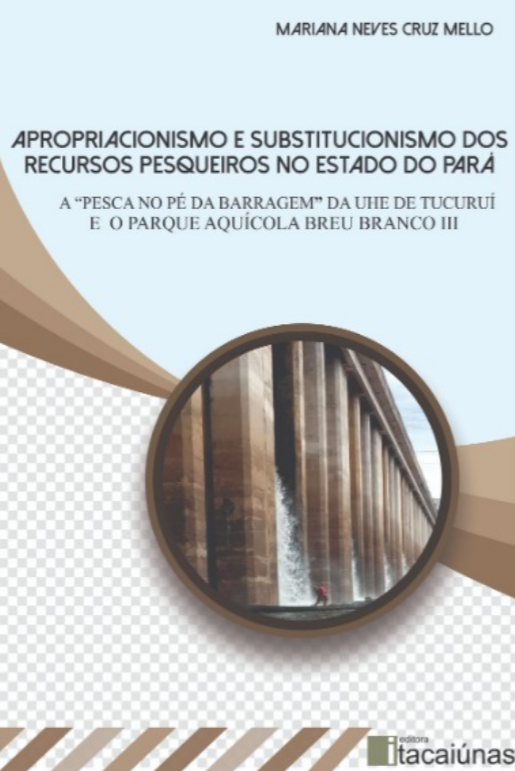 MARIANA NEVES CRUZ MELLO
APROPRIACIONISMO E SUBSTITUCIONISMO DOS
RECURSOS PESQUEIROS NO ESTADO DO PARÁ
A “PESCA NO PÉ DA BARRAGEM” DA UHE DE TUCURUÍ
E O PARQUE AQUÍCOLA BREU BRANCO III
editora
itacaiúnas